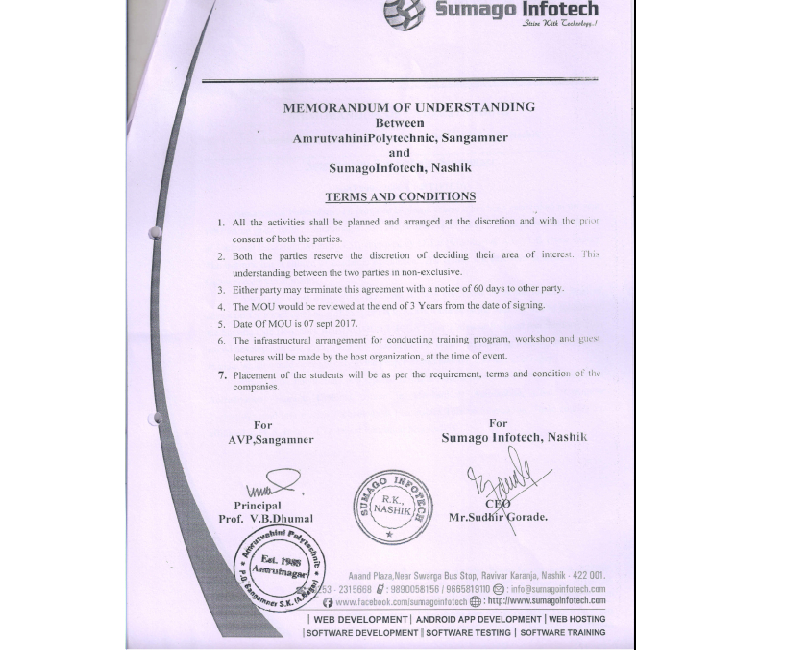 Sumago Infotech
Strive With Technology.!
MEMORANDUM OF UNDERSTANDING
Between
AmrutvahiniPolytechnic, Sangamner
and
SumagoInfotech, Nashik
TERMS AND CONDITIONS
1. All the activities shall be planned and arranged at the discretion and with the prior
consent of both the parties.
2. Both the parties reserve the discretion of deciding their area of interest. This
understanding between the two parties in non-exclusive.
3. Either party may terminate this agreement with a notice of 60 days to other party.
4. The MOU would be reviewed at the end of 3 Years from the date of signing.
5. Date Of MOU is 07 sept 2017.
6. The infrastructural arrangement for conducting training program, workshop and guest
lectures will be made by the host organization, at the time of event.
7. Placement of the students will be as per the requirement, terms and condition of the
companies.
For
AVP,Sangamner
For
Sumago Infotech, Nashik
Principal
Prof. V.B.Dhumal
SUMAGO INFOTECH
R.K.,
NASHIK
CEO
Mr.Sudhir Gorade.
Amrutvahini Polytechnic
Est. 1983
Amrutnagar
P.O. Sangamner S.K. (A.Nagar)
Anand Plaza,Near Swarga Bus Stop, Ravivar Karanja, Nashik - 422 001.
253 - 2315668 : 9890058156 / 9665819110 : info@sumagoinfotech.com
www.facebook.com/sumagoinfotech : http://www.sumagoinfotech.com
| WEB DEVELOPMENT | ANDROID APP DEVELOPMENT | WEB HOSTING
|SOFTWARE DEVELOPMENT | SOFTWARE TESTING | SOFTWARE TRAINING